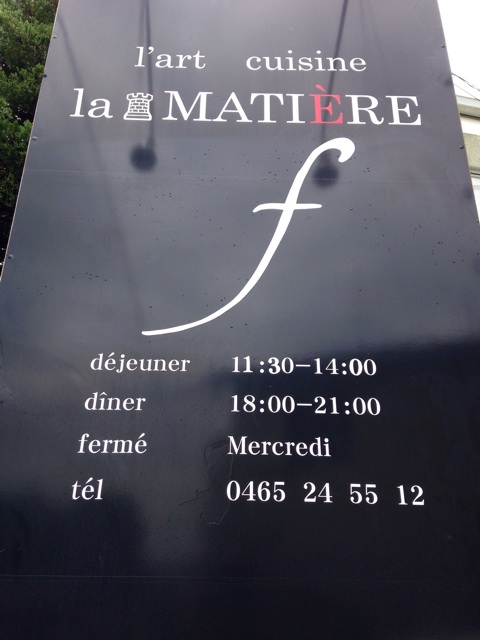 l'art cuisine
la MATIÈRE
f
déjeuner 11:30-14:00
dîner 18:00-21:00
fermé Mercredi
tél 0465 24 55 12